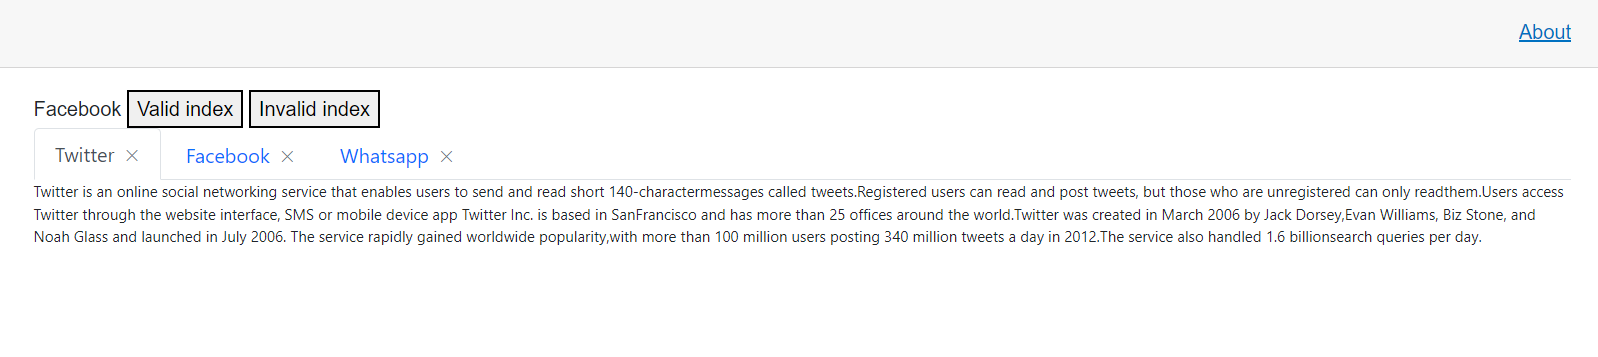 About
Facebook Valid index Invalid index
Twitter Facebook Whatsapp
Twitter is an online social networking service that enables users to send and read short 140-charactermessages called tweets.Registered users can read and post tweets, but those who are unregistered can only readthem.Users access
Twitter through the website interface, SMS or mobile device app Twitter Inc. is based in SanFrancisco and has more than 25 offices around the world.Twitter was created in March 2006 by Jack Dorsey,Evan Williams, Biz Stone, and
Noah Glass and launched in July 2006. The service rapidly gained worldwide popularity,with more than 100 million users posting 340 million tweets a day in 2012.The service also handled 1.6 billionsearch queries per day.